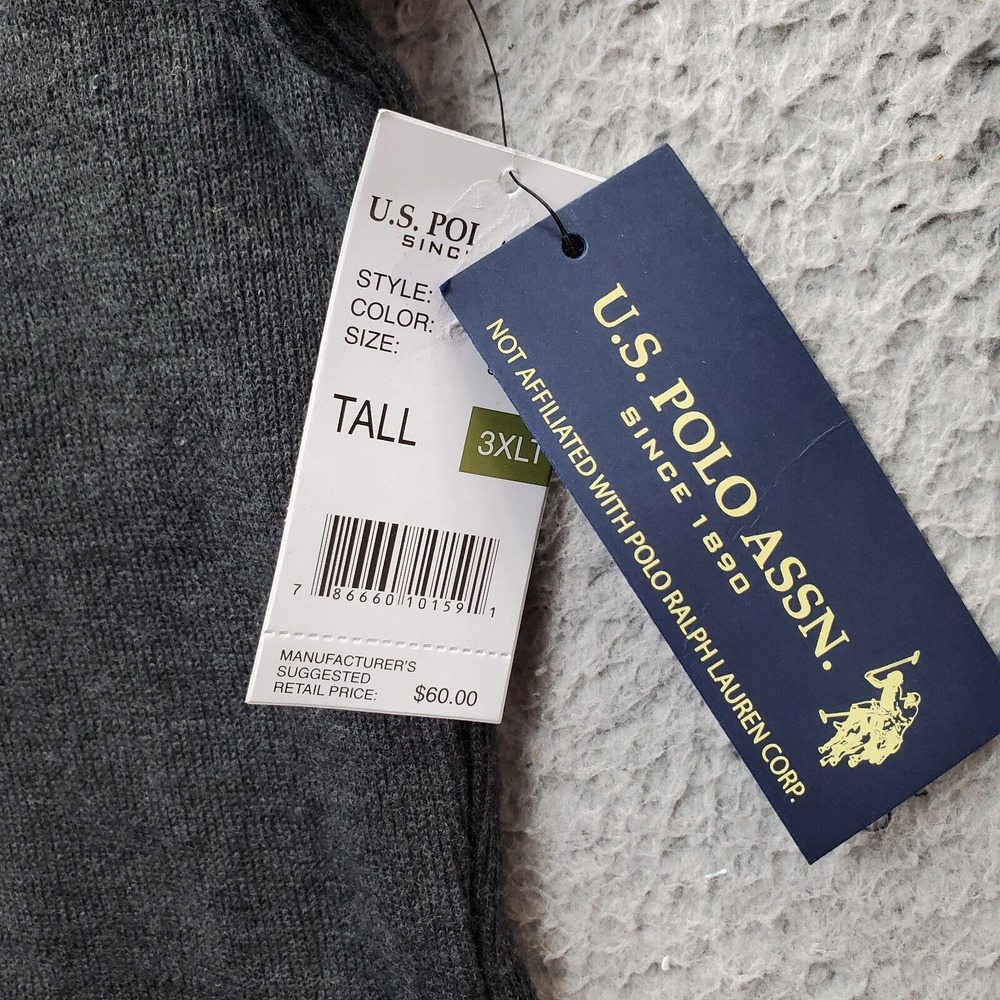 U.S. POL
SINC
STYLE:
COLOR:
SIZE:
TALL
3XLT
7 86660 10159 1
MANUFACTURER'S
SUGGESTED
RETAIL PRICE: $60.00
U.S. POLO ASSN.
SINCE 1890
NOT AFFILIATED WITH POLO RALPH LAUREN CORP.